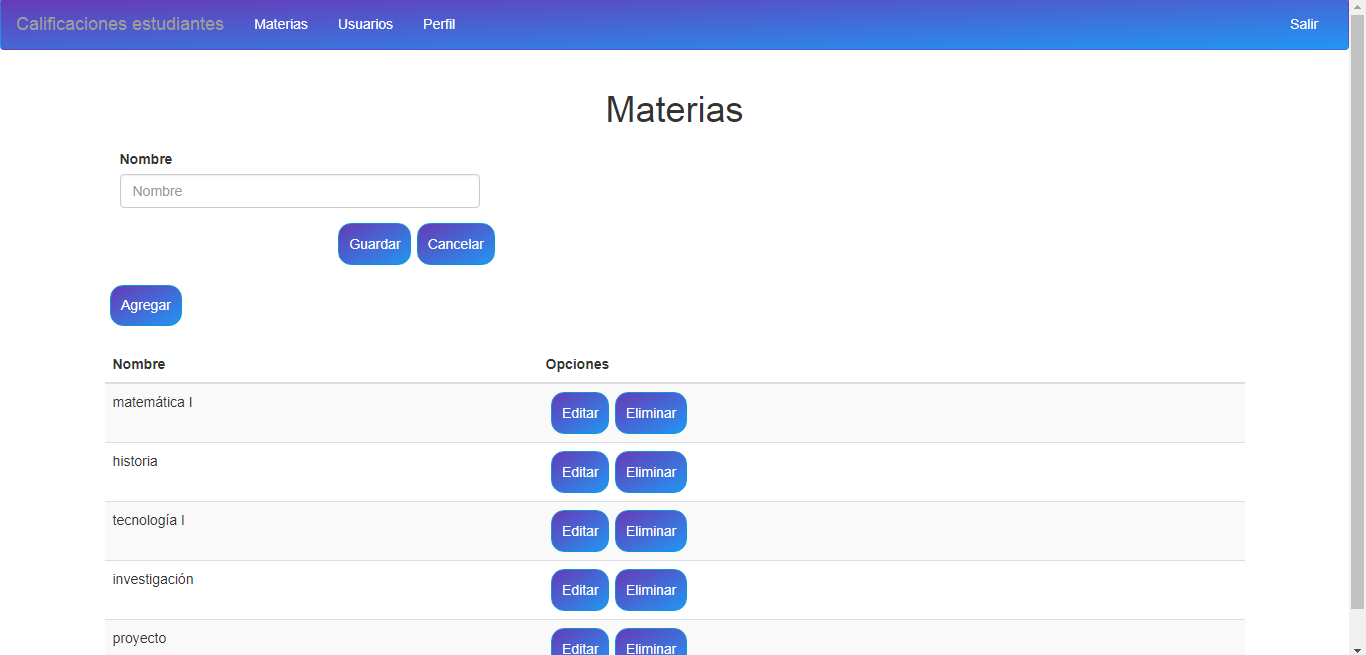 Calificaciones estudiantes Materias Usuarios Perfil Salir
Materias
Nombre
Nombre
Guardar Cancelar
Agregar
Nombre Opciones
matemática I Editar Eliminar
historia Editar Eliminar
tecnología I Editar Eliminar
investigación Editar Eliminar
proyecto Editar Eliminar